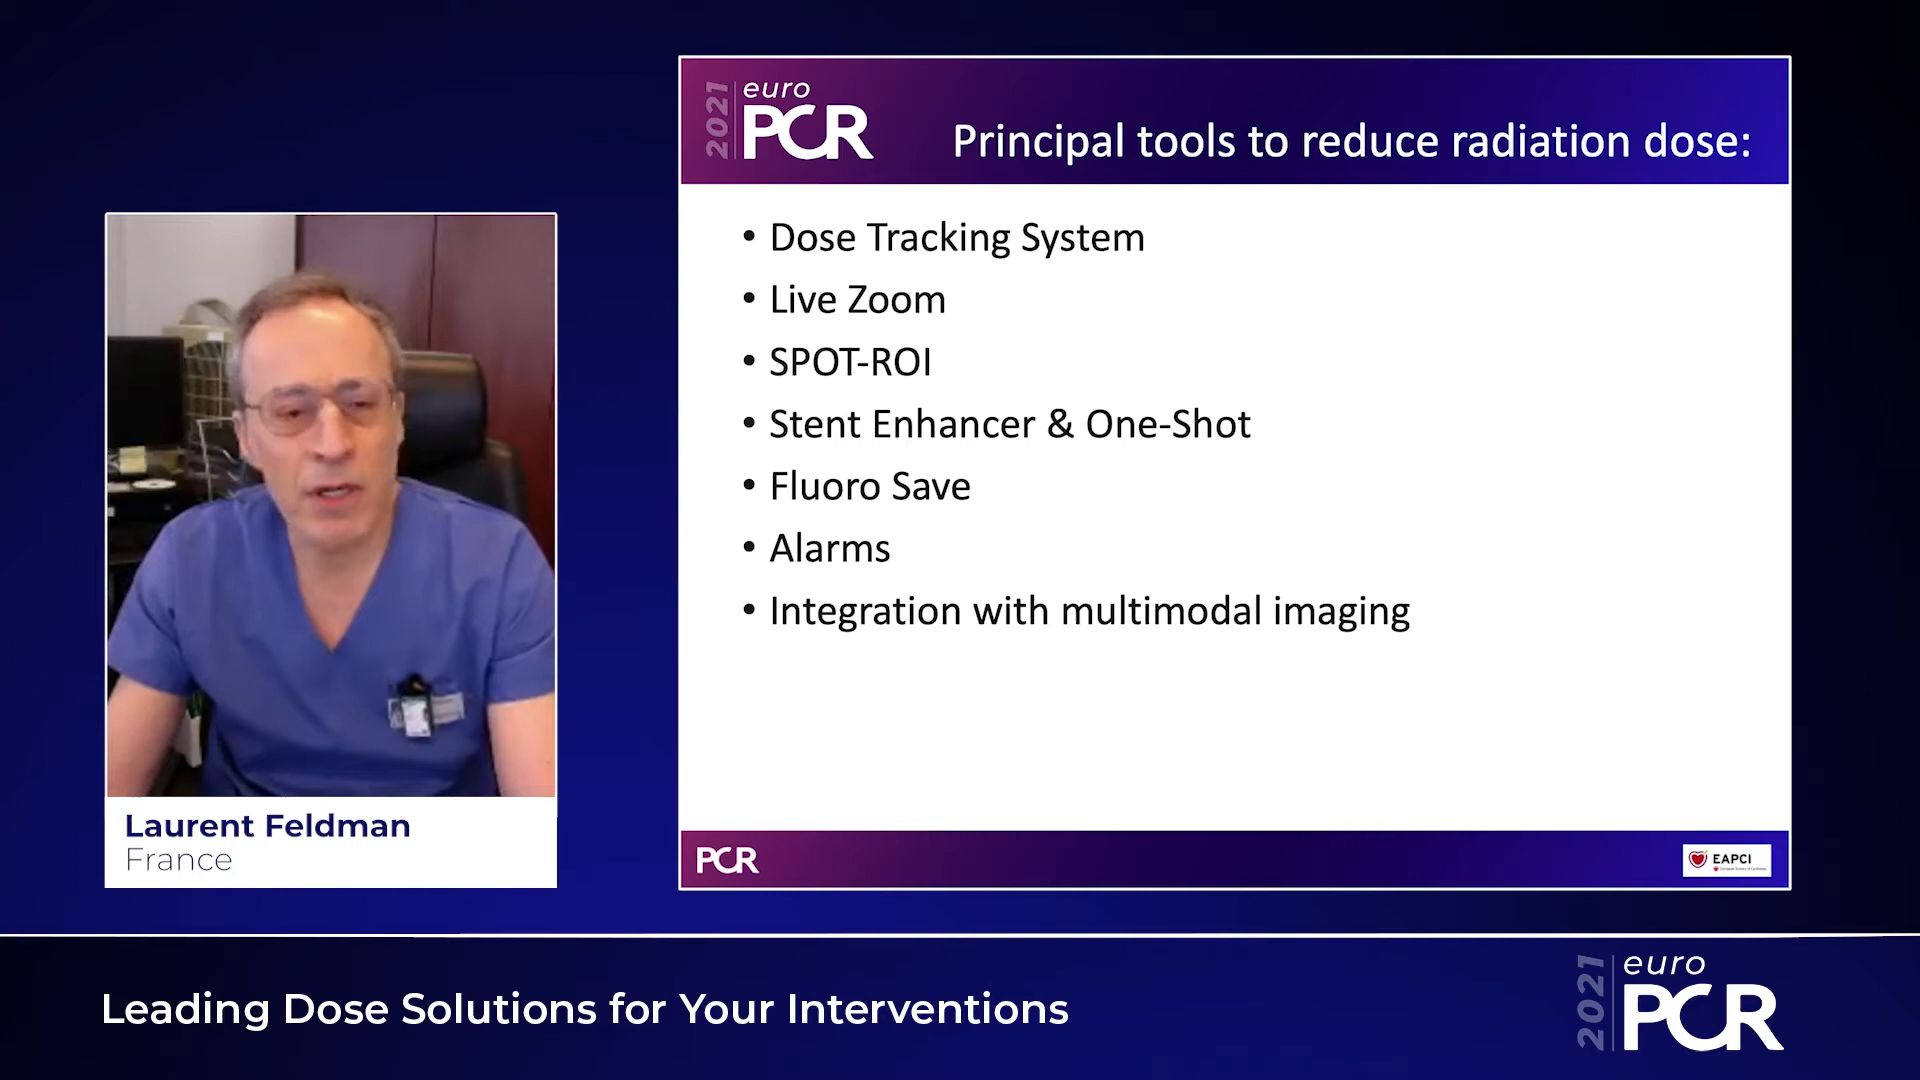 2021 euro
PCR
Principal tools to reduce radiation dose:
• Dose Tracking System
• Live Zoom
• SPOT-ROI
• Stent Enhancer & One-Shot
• Fluoro Save
• Alarms
• Integration with multimodal imaging
Laurent Feldman
France
PCR
EAPCI
Leading Dose Solutions for Your Interventions
2021 euro
PCR